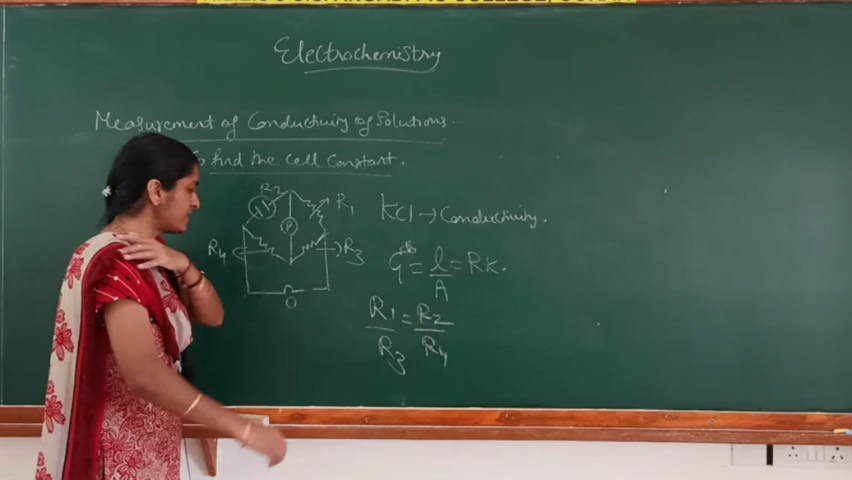 Electrochemistry
Measurement of Conductivity of Solutions.
find the cell constant.
R2
R1
P
R4
R3
O
KCl → Conductivity.
G* = l/A = Rk.
R1/R3 = R2/R4